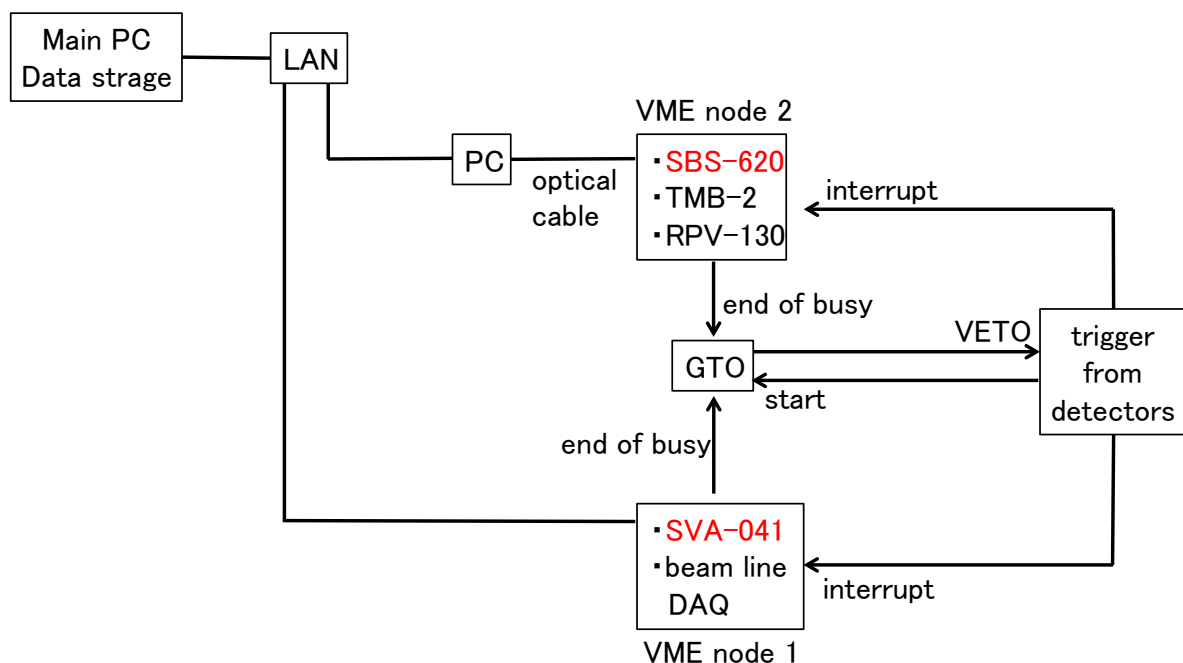 Main PC
Data strage
LAN
VME node 2
PC
optical
cable
・SBS-620
・TMB-2
・RPV-130
interrupt
end of busy
VETO
GTO
start
trigger
from
detectors
end of busy
・SVA-041
・beam line
DAQ
interrupt
VME node 1